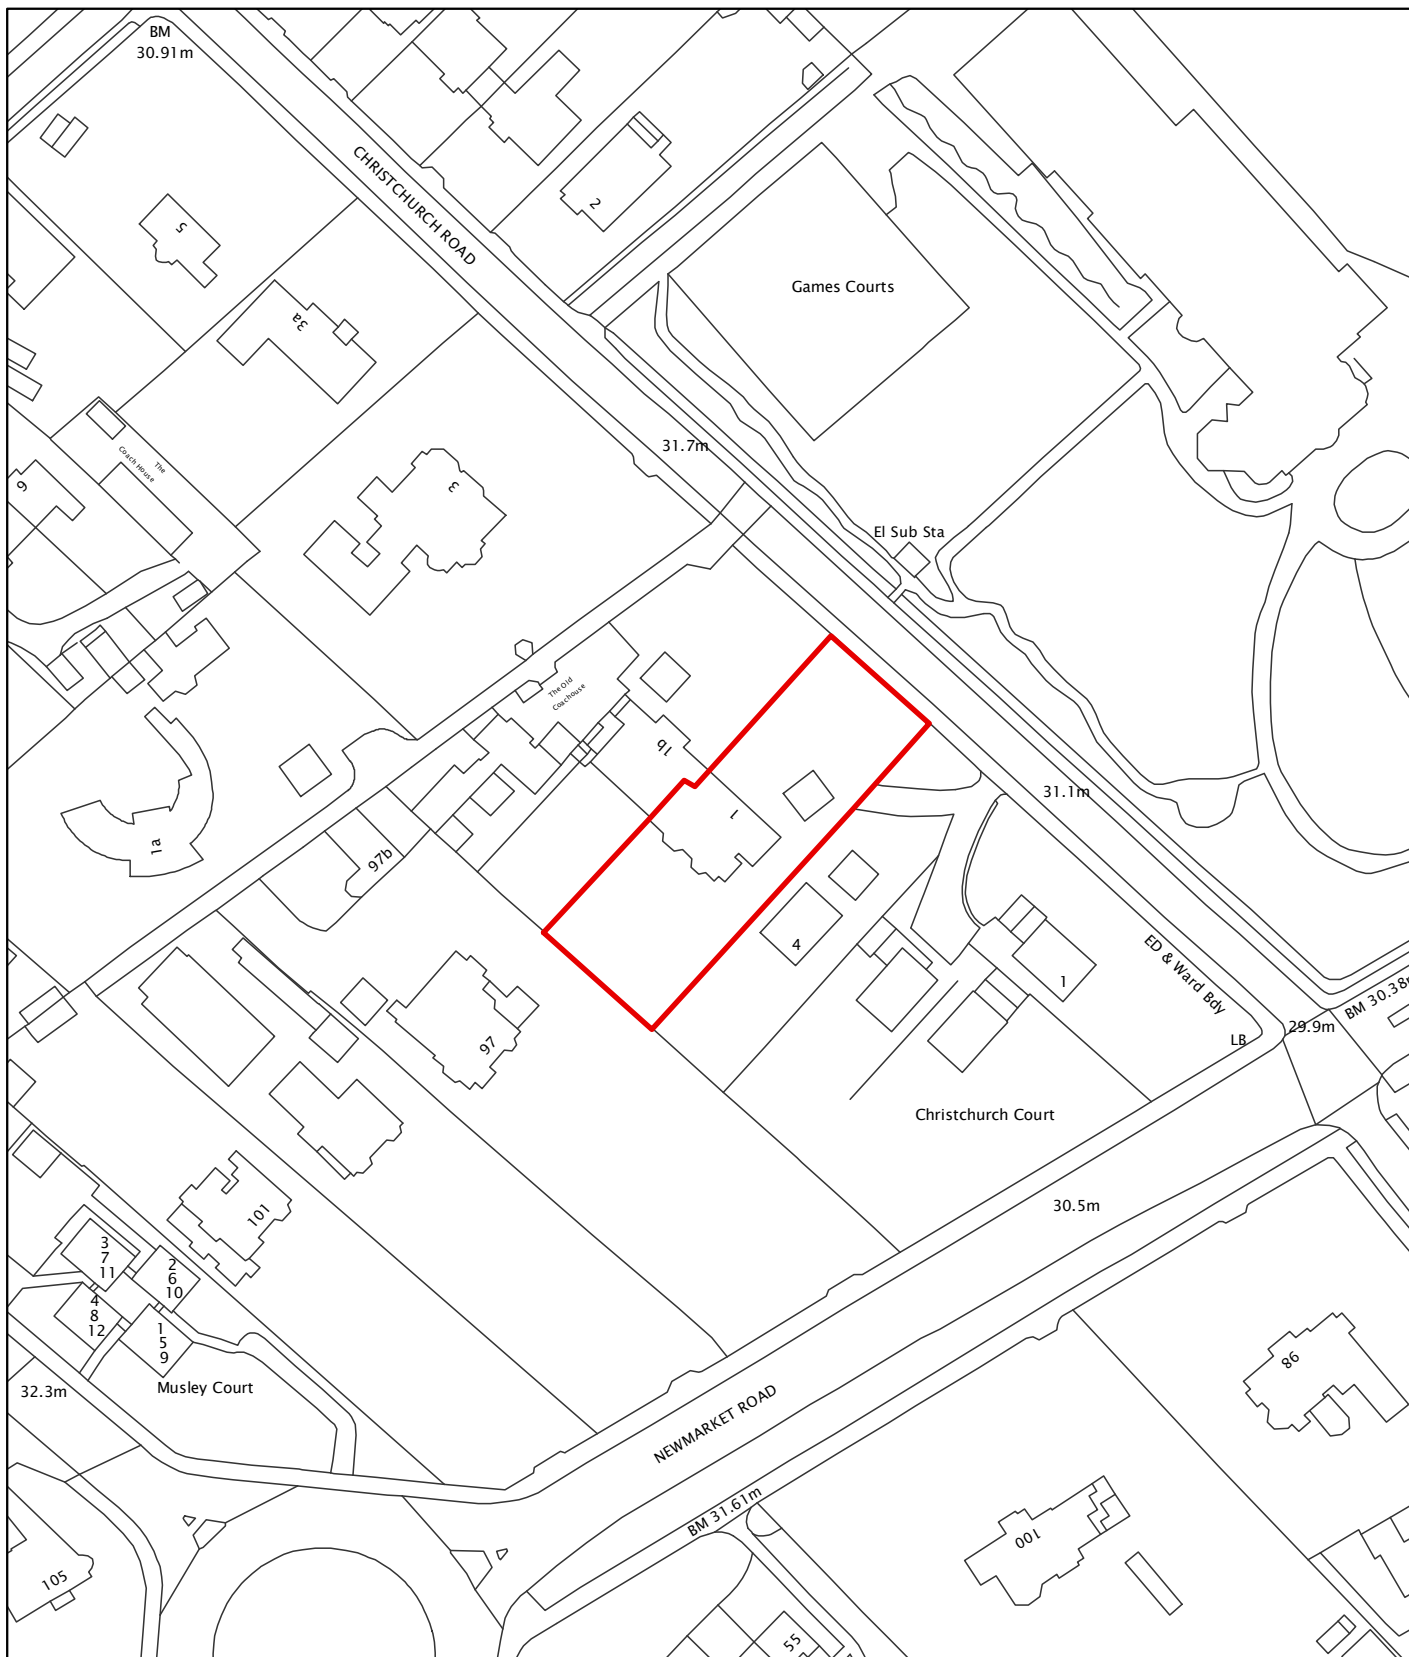 BM
30.91m
CHRISTCHURCH ROAD
2
5
3a
Games Courts
31.7m
The
Coach House
9
3
El Sub Sta
The Old
Coachouse
1b
1
1a
97b
31.1m
4
1
ED & Ward Bdy
BM 30.38m
29.9m
LB
97
Christchurch Court
30.5m
101
3
7
11
2
6
10
4
8
12
1
5
9
Musley Court
32.3m
86
NEWMARKET ROAD
BM 31.61m
100
105
55